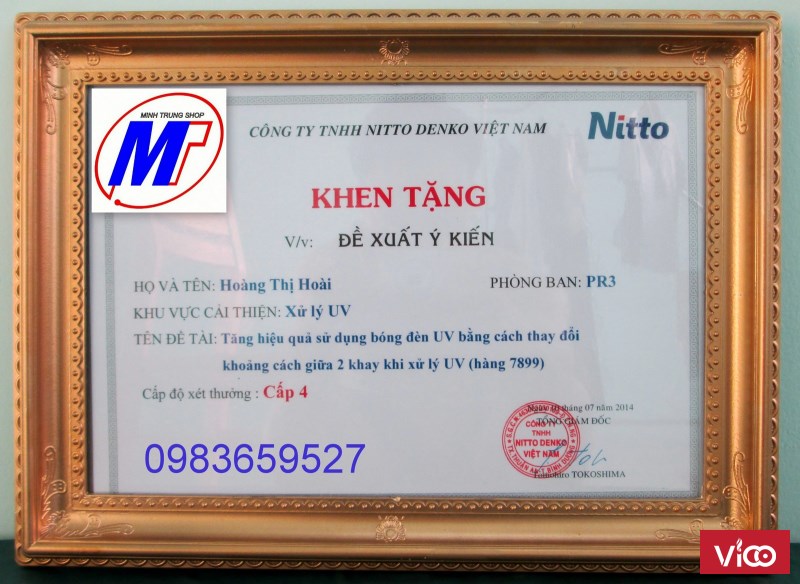 MINH TRUNG SHOP
MT
CÔNG TY TNHH NITTO DENKO VIỆT NAM
Nitto
KHEN TẶNG
V/v: ĐỀ XUẤT Ý KIẾN
HỌ VÀ TÊN: Hoàng Thị Hoài PHÒNG BAN: PR3
KHU VỰC CẢI THIỆN: Xử lý UV
TÊN ĐỀ TÀI: Tăng hiệu quả sử dụng bóng đèn UV bằng cách thay đổi
khoảng cách giữa 2 khay khi xử lý UV (hàng 7899)
Cấp độ xét thưởng : Cấp 4
Ngày tháng 07 năm 2014
TỔNG GIÁM ĐỐC
CÔNG TY
TNHH
NITTO DENKO
VIỆT NAM
TOKOSHIMA
0983659527
VICO